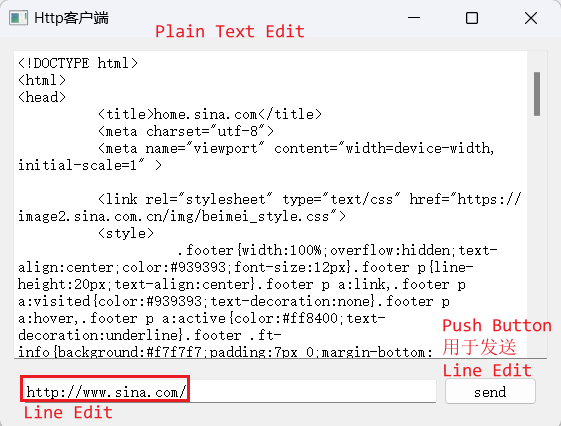 Http客户端
Plain Text Edit
<!DOCTYPE html>
<html>
<head>
<title>home.sina.com</title>
<meta charset="utf-8">
<meta name="viewport" content="width=device-width,
initial-scale=1" >
<link rel="stylesheet" type="text/css" href="https://
image2.sina.com.cn/img/beimei_style.css">
<style>
.footer{width:100%;overflow:hidden;text-
align:center;color:#939393;font-size:12px}.footer p{line-
height:20px;text-align:center}.footer p a:link,.footer p
a:visited{color:#939393;text-decoration:none}.footer p
a:hover,.footer p a:active{color:#ff8400;text-
decoration:underline}.footer .ft-
info{background:#f7f7f7;padding:7px 0;margin-bottom:
Push Button
用于发送
Line Edit
http://www.sina.com/
send
Line Edit